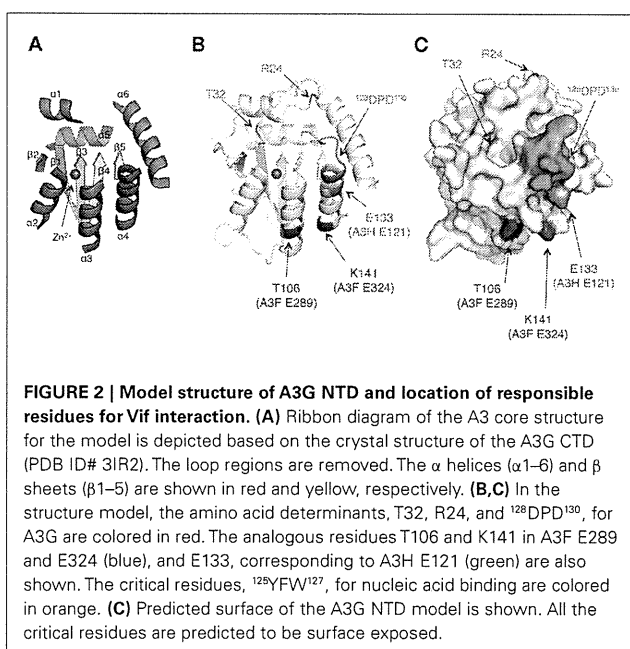 A
B
C
α1
α6
α5
β3
β5
β2
β1
β4
α2
Zn²⁺
α4
α3
R24
T32
¹²⁸DPD¹³⁰
E133
(A3H E121)
K141
(A3F E324)
T106
(A3F E289)
R24
T32
¹²⁸DPD¹³⁰
E133
(A3H E121)
T106
(A3F E289)
K141
(A3F E324)
FIGURE 2 | Model structure of A3G NTD and location of responsible
residues for Vif interaction. (A) Ribbon diagram of the A3 core structure
for the model is depicted based on the crystal structure of the A3G CTD
(PDB ID# 3IR2). The loop regions are removed. The α helices (α1–6) and β
sheets (β1–5) are shown in red and yellow, respectively. (B,C) In the
structure model, the amino acid determinants, T32, R24, and ¹²⁸DPD¹³⁰, for
A3G are colored in red. The analogous residues T106 and K141 in A3F E289
and E324 (blue), and E133, corresponding to A3H E121 (green) are also
shown. The critical residues, ¹²⁵YFW¹²⁷, for nucleic acid binding are colored
in orange. (C) Predicted surface of the A3G NTD model is shown. All the
critical residues are predicted to be surface exposed.